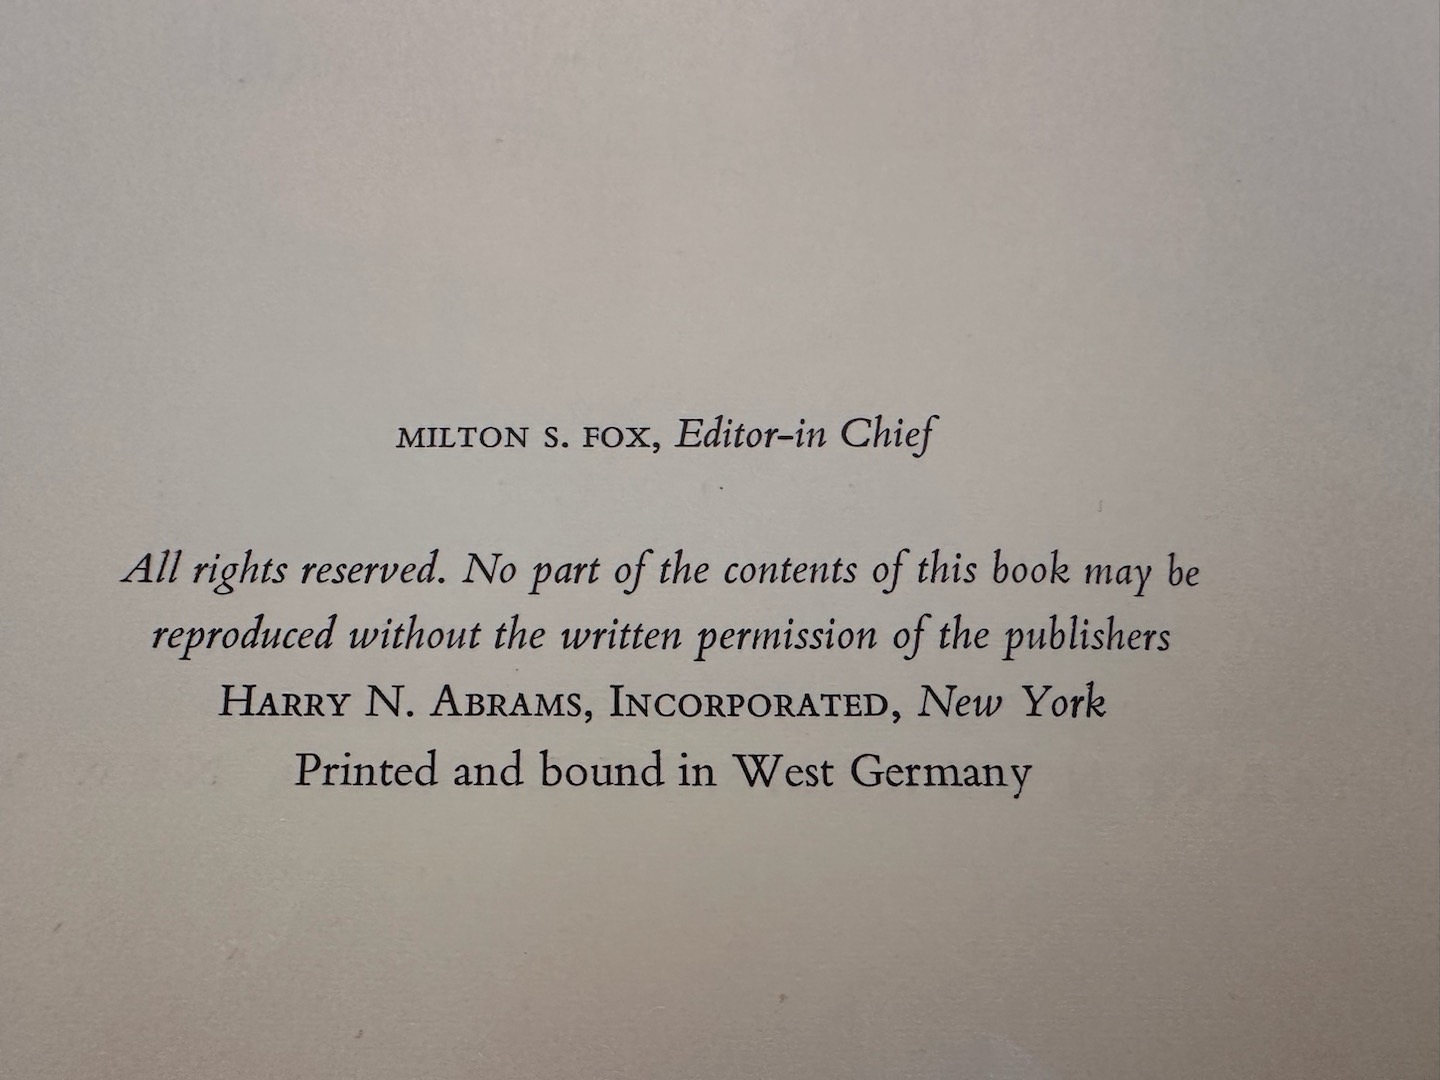 MILTON S. FOX, Editor-in Chief
All rights reserved. No part of the contents of this book may be
reproduced without the written permission of the publishers
HARRY N. ABRAMS, INCORPORATED, New York
Printed and bound in West Germany